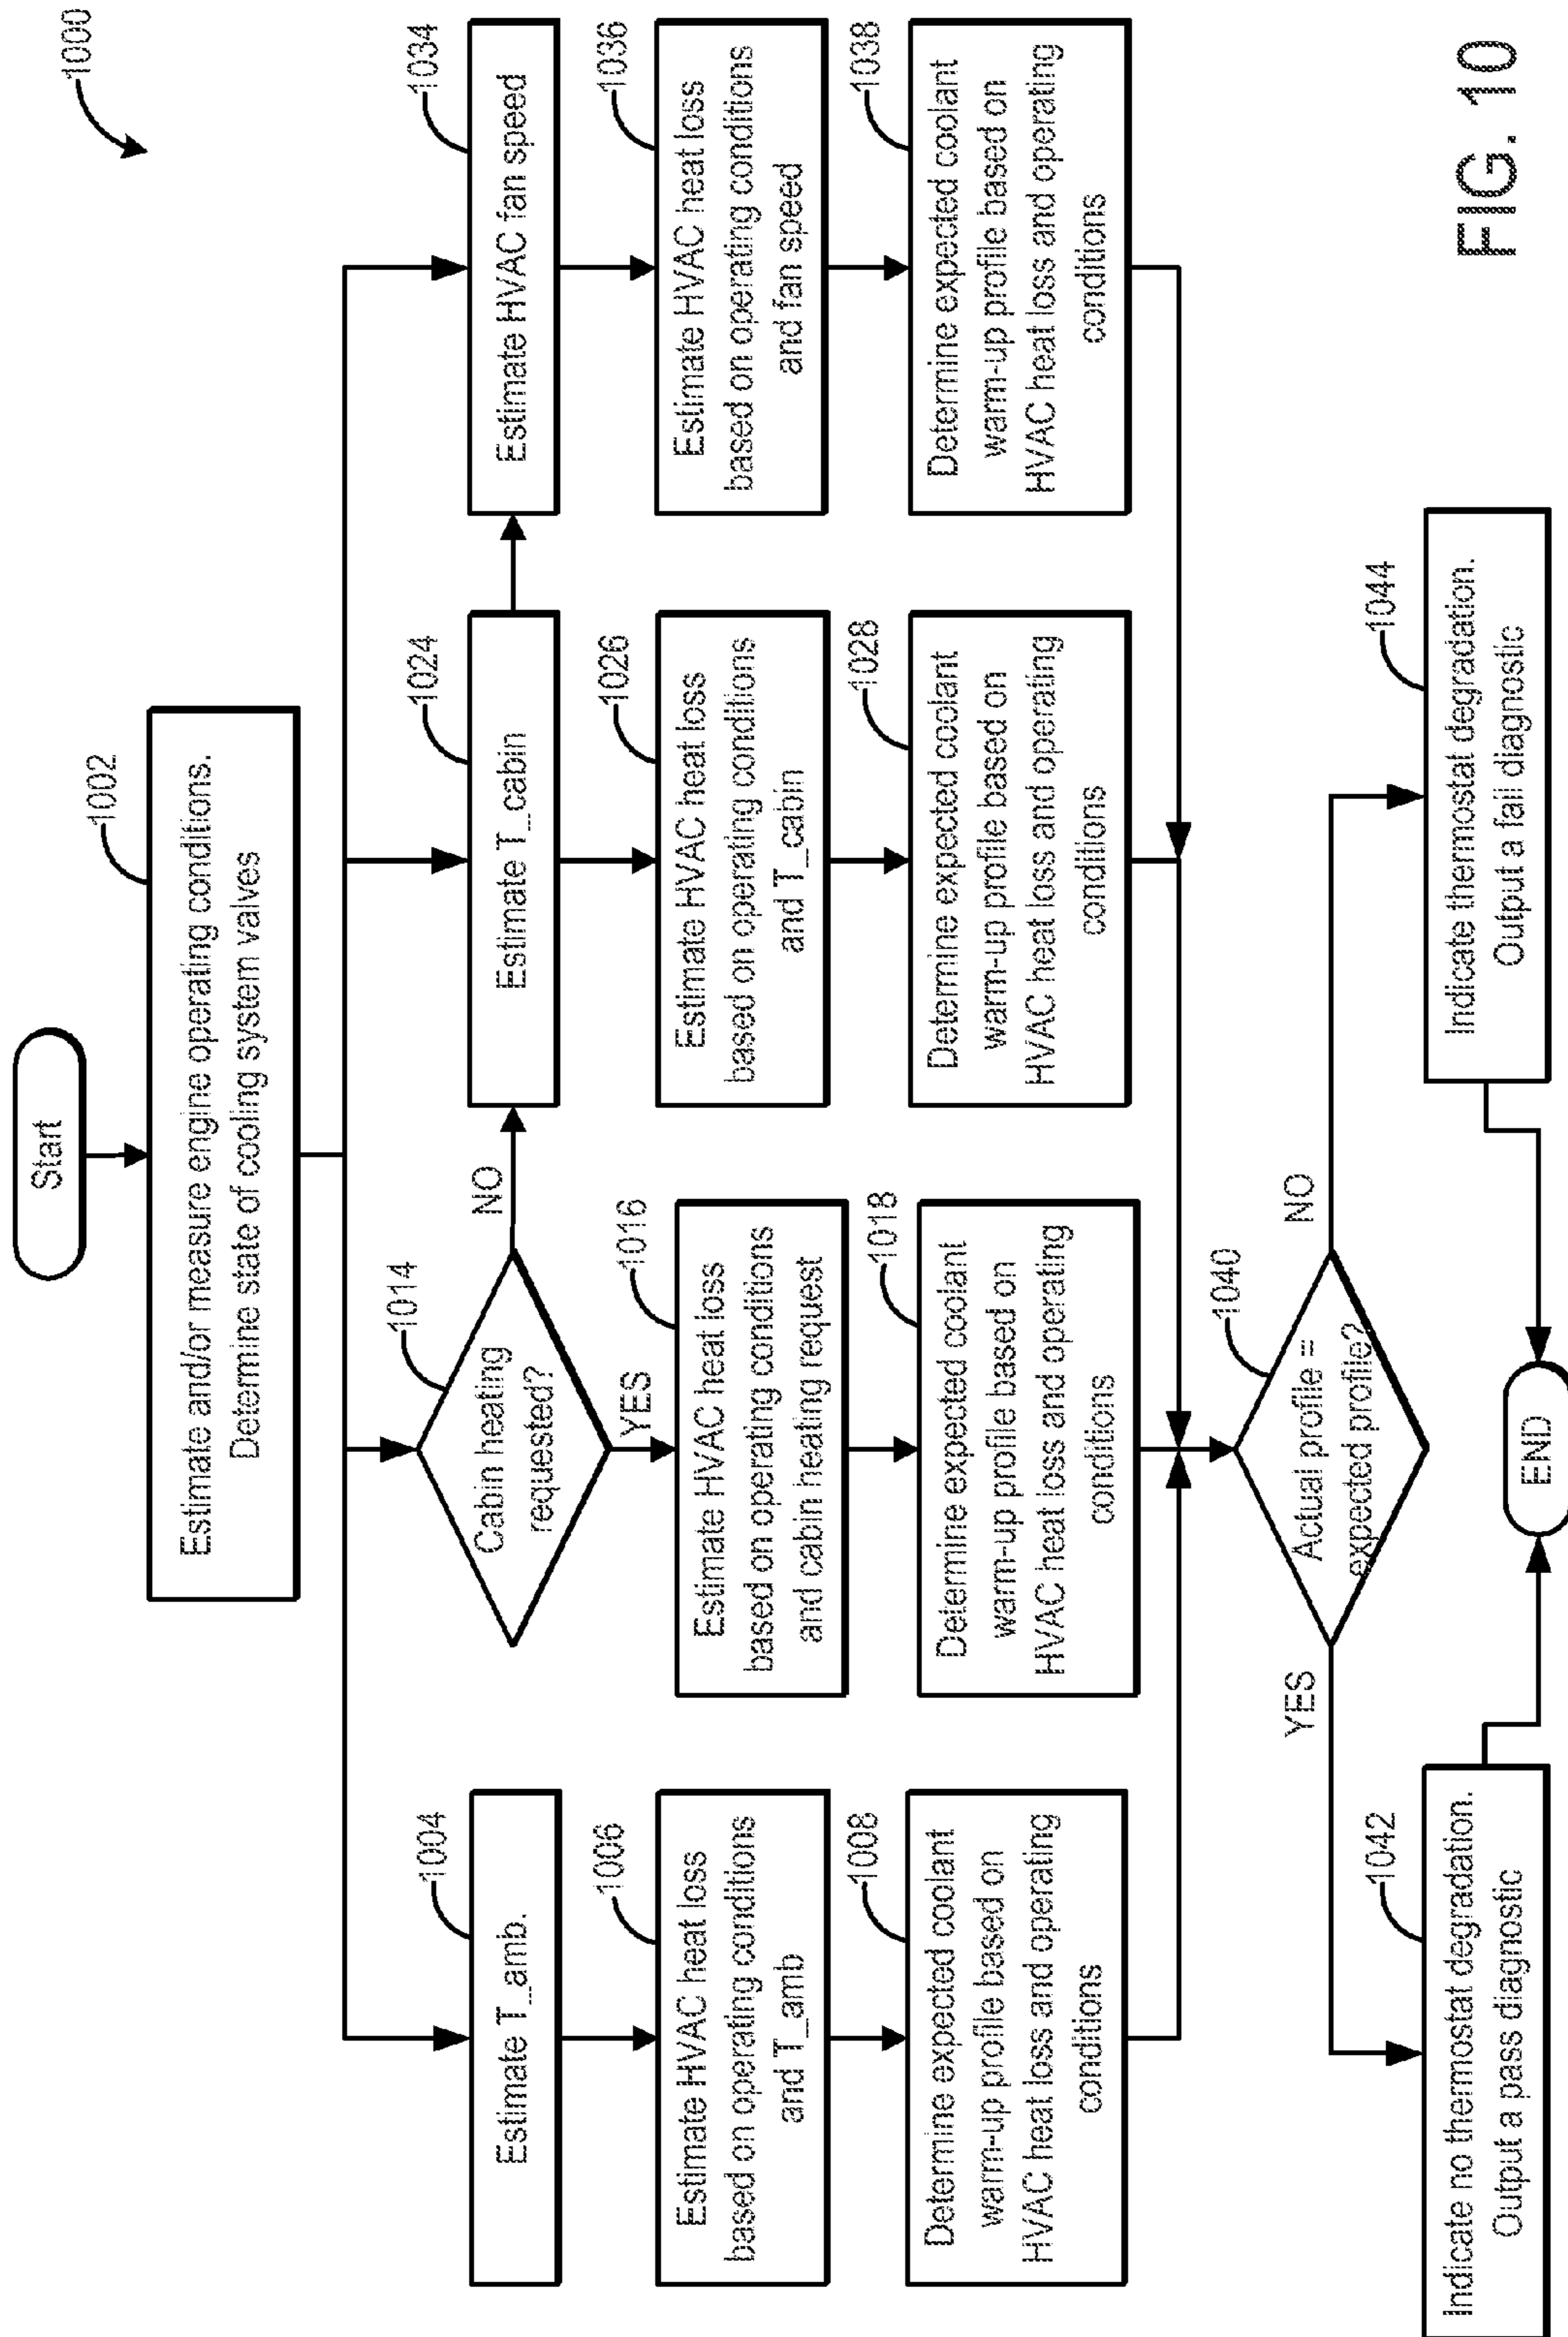 1000
Start
1002
Estimate and/or measure engine operating conditions.
Determine state of cooling system valves
1004
Estimate T_amb.
1006
Estimate HVAC heat loss
based on operating conditions
and T_amb
1008
Determine expected coolant
warm-up profile based on
HVAC heat loss and operating
conditions
1014
Cabin heating
requested?
NO
YES
1016
Estimate HVAC heat loss
based on operating conditions
and cabin heating request
1018
Determine expected coolant
warm-up profile based on
HVAC heat loss and operating
conditions
1024
Estimate T_cabin
1026
Estimate HVAC heat loss
based on operating conditions
and T_cabin
1028
Determine expected coolant
warm-up profile based on
HVAC heat loss and operating
conditions
1034
Estimate HVAC fan speed
1036
Estimate HVAC heat loss
based on operating conditions
and fan speed
1038
Determine expected coolant
warm-up profile based on
HVAC heat loss and operating
conditions
1040
Actual profile =
expected profile?
YES
NO
1042
Indicate no thermostat degradation.
Output a pass diagnostic
1044
Indicate thermostat degradation.
Output a fail diagnostic
END
FIG. 10